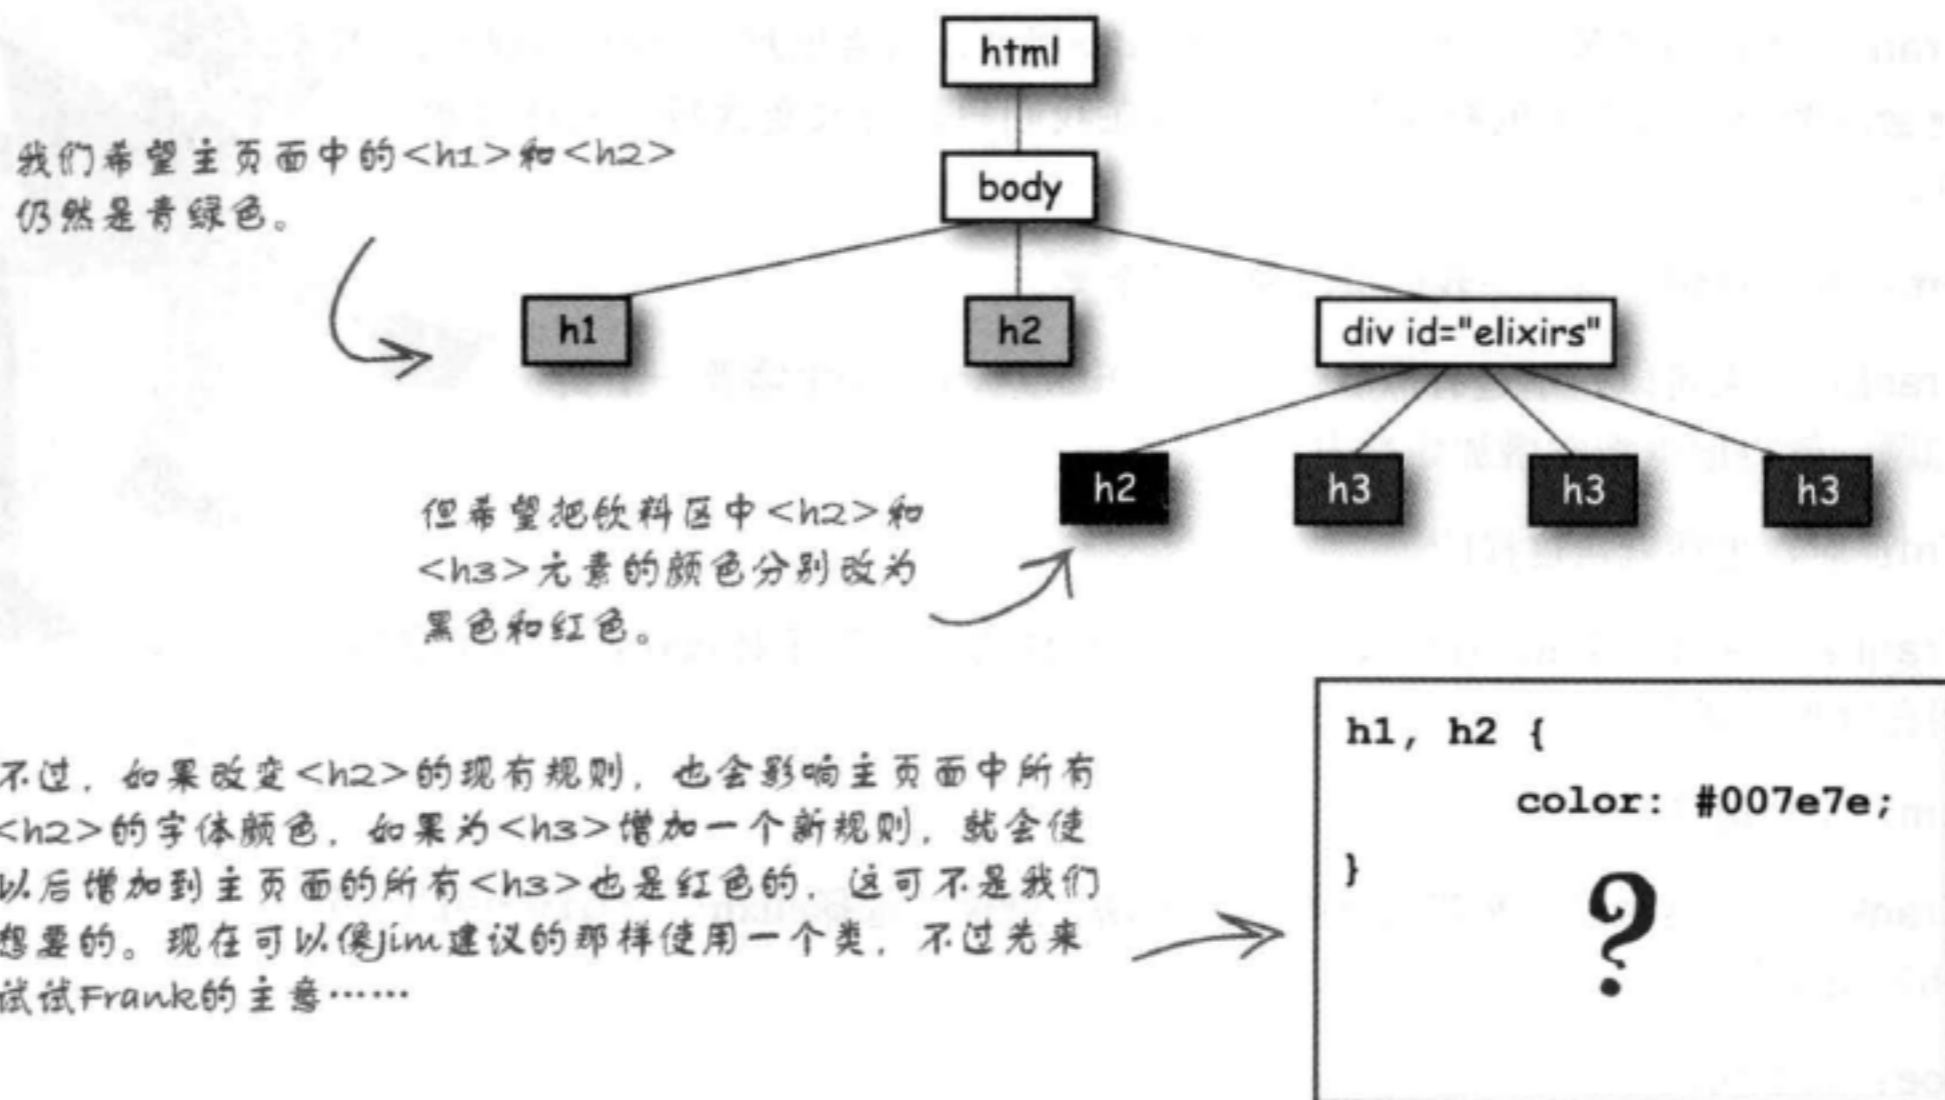 html
我们希望主页面中的<h1>和<h2>
仍然是青绿色。
body
h1
h2
div id="elixirs"
h2
h3
h3
h3
但希望把饮料区中<h2>和
<h3>元素的颜色分别改为
黑色和红色。
不过，如果改变<h2>的现有规则，也会影响主页面中所有
<h2>的字体颜色，如果为<h3>增加一个新规则，就会使
以后增加到主页面的所有<h3>也是红色的，这可不是我们
想要的。现在可以像Jim建议的那样使用一个类，不过先来
试试Frank的主意……
h1, h2 {
color: #007e7e;
}
?